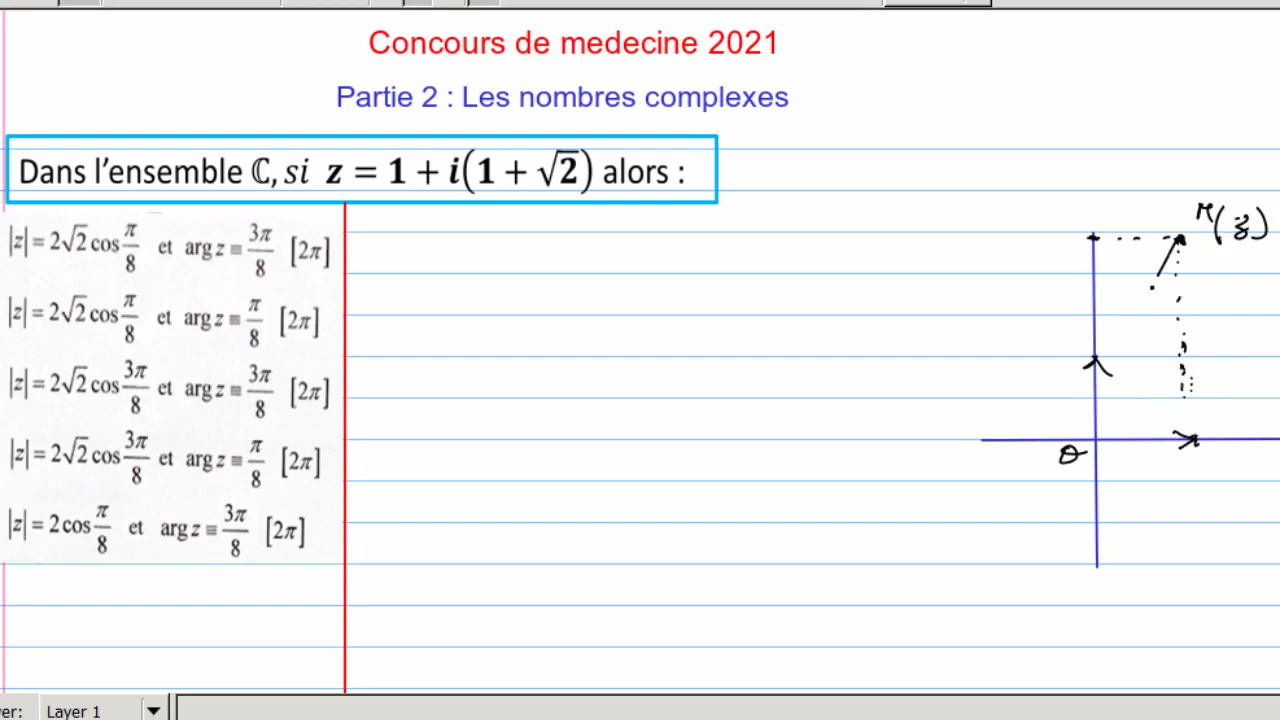 Concours de medecine 2021
Partie 2 : Les nombres complexes
Dans l'ensemble ℂ, si z = 1 + i(1 + √2) alors :
|z| = 2√2 cos π/8 et arg z ≡ 3π/8 [2π]
|z| = 2√2 cos π/8 et arg z ≡ π/8 [2π]
|z| = 2√2 cos 3π/8 et arg z ≡ 3π/8 [2π]
|z| = 2√2 cos 3π/8 et arg z ≡ π/8 [2π]
|z| = 2 cos π/8 et arg z ≡ 3π/8 [2π]
M(z)
O
Layer 1